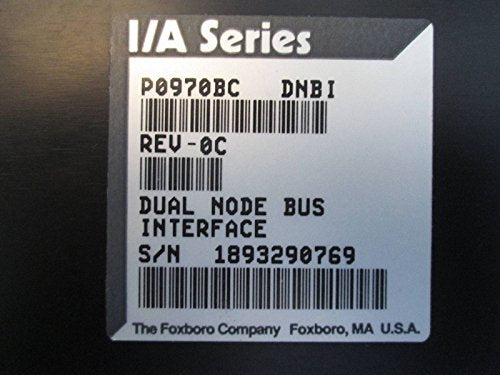 I/A Series
P0970BC DNBI
REV-0C
DUAL NODE BUS
INTERFACE
S/N 1893290769
The Foxboro Company Foxboro, MA U.S.A.